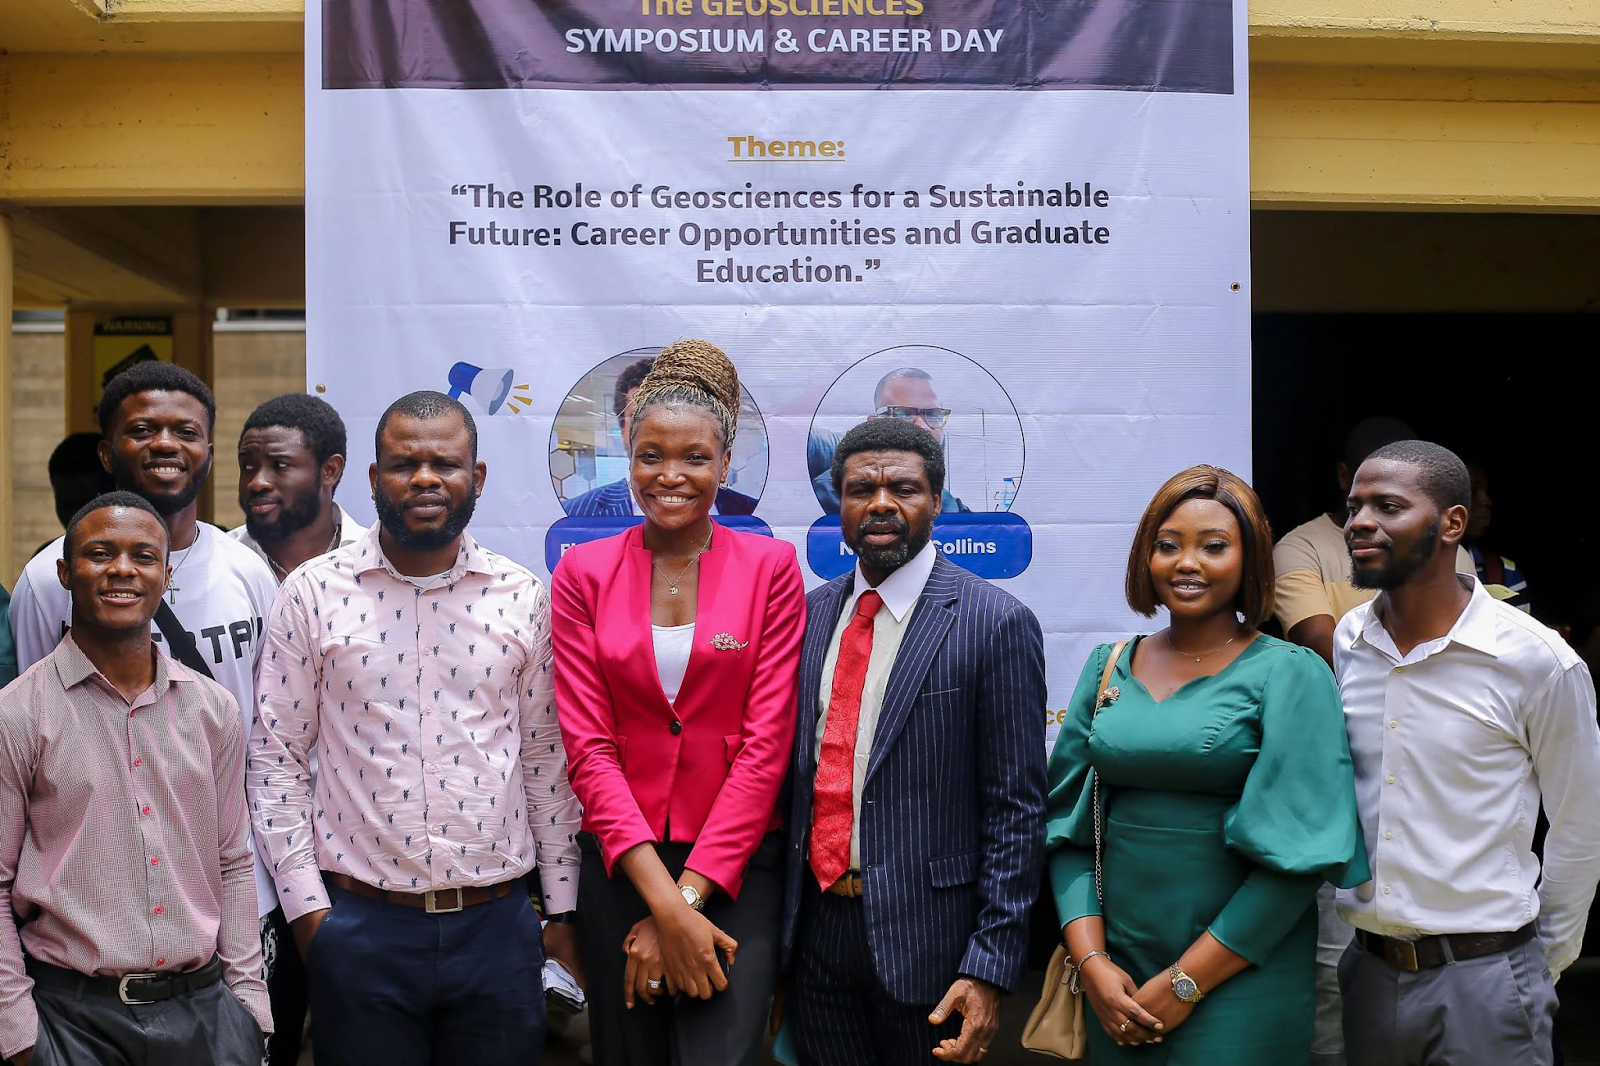 The GEOSCIENCES
SYMPOSIUM & CAREER DAY
Theme:
“The Role of Geosciences for a Sustainable
Future: Career Opportunities and Graduate
Education.”
WARNING
Collins